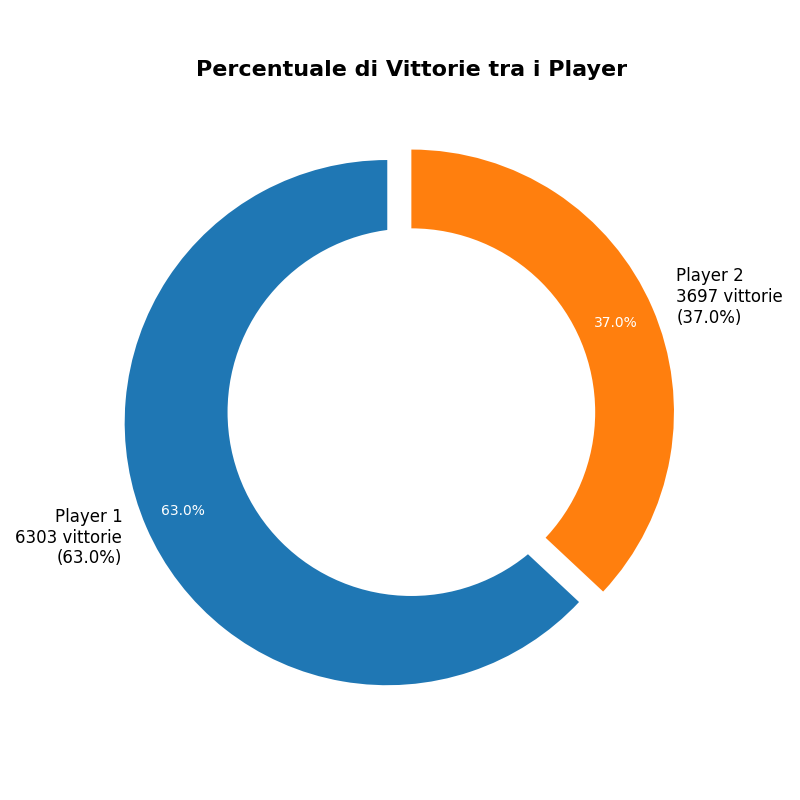 Percentuale di Vittorie tra i Player
Player 2
3697 vittorie
(37.0%)
37.0%
63.0%
Player 1
6303 vittorie
(63.0%)